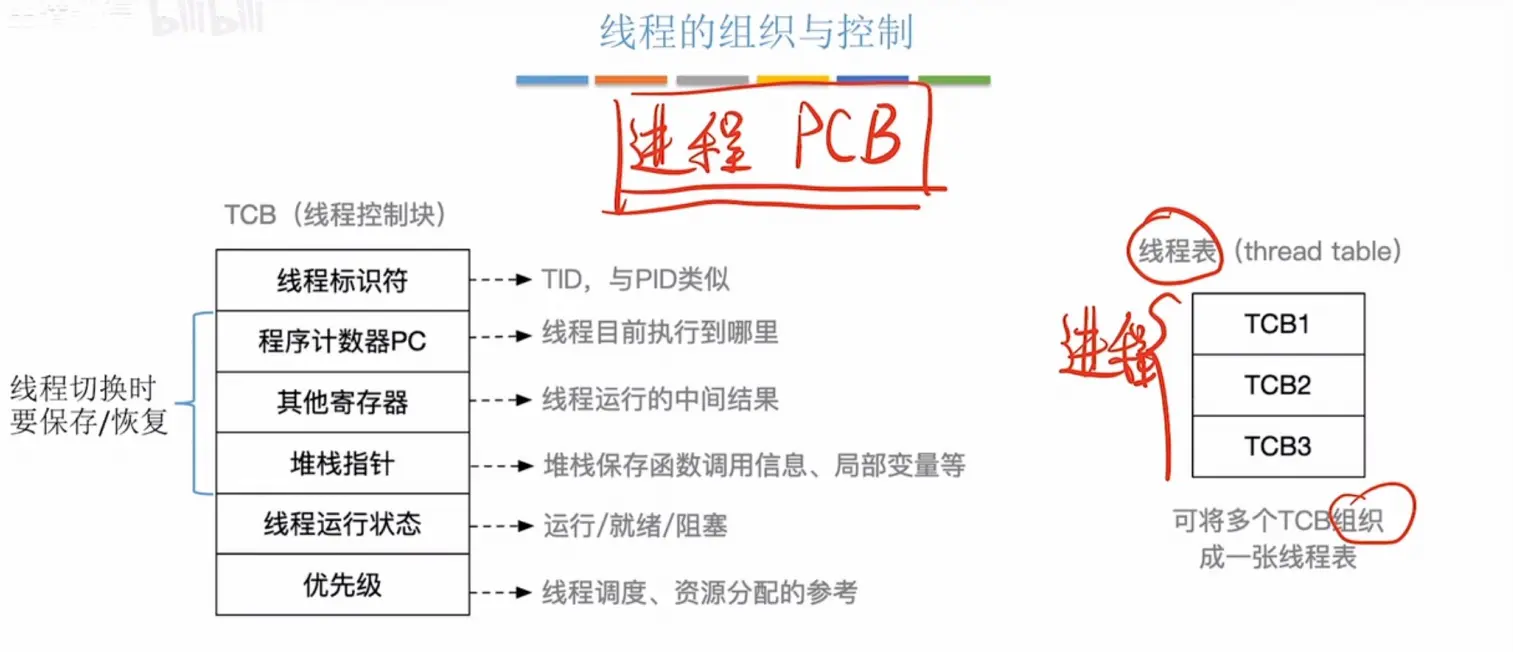 bilibili
线程的组织与控制
进程 PCB
TCB（线程控制块）
线程标识符
TID，与PID类似
程序计数器PC
线程目前执行到哪里
其他寄存器
线程运行的中间结果
堆栈指针
堆栈保存函数调用信息、局部变量等
线程运行状态
运行/就绪/阻塞
优先级
线程调度、资源分配的参考
线程切换时
要保存/恢复
线程表（thread table）
进程
TCB1
TCB2
TCB3
可将多个TCB组织
成一张线程表